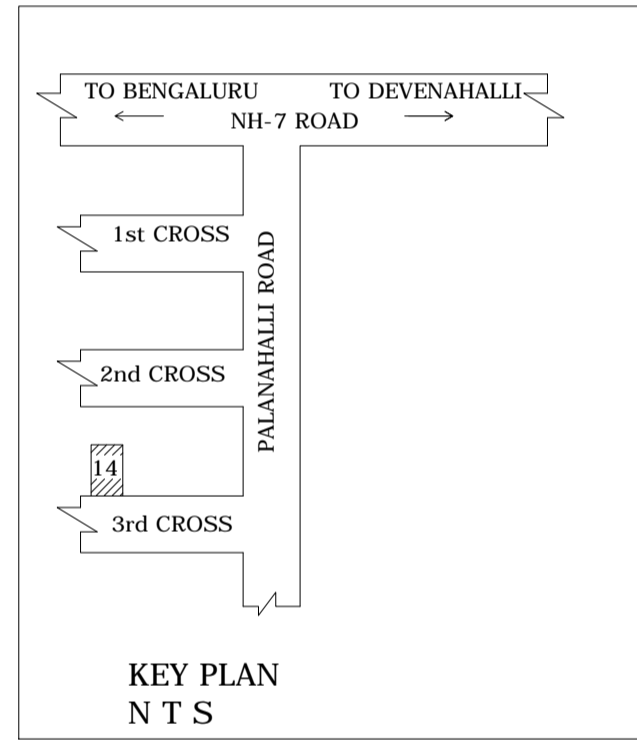 TO BENGALURU
TO DEVENAHALLI
NH-7 ROAD
1st CROSS
PALANAHALLI ROAD
2nd CROSS
14
3rd CROSS
KEY PLAN
N T S